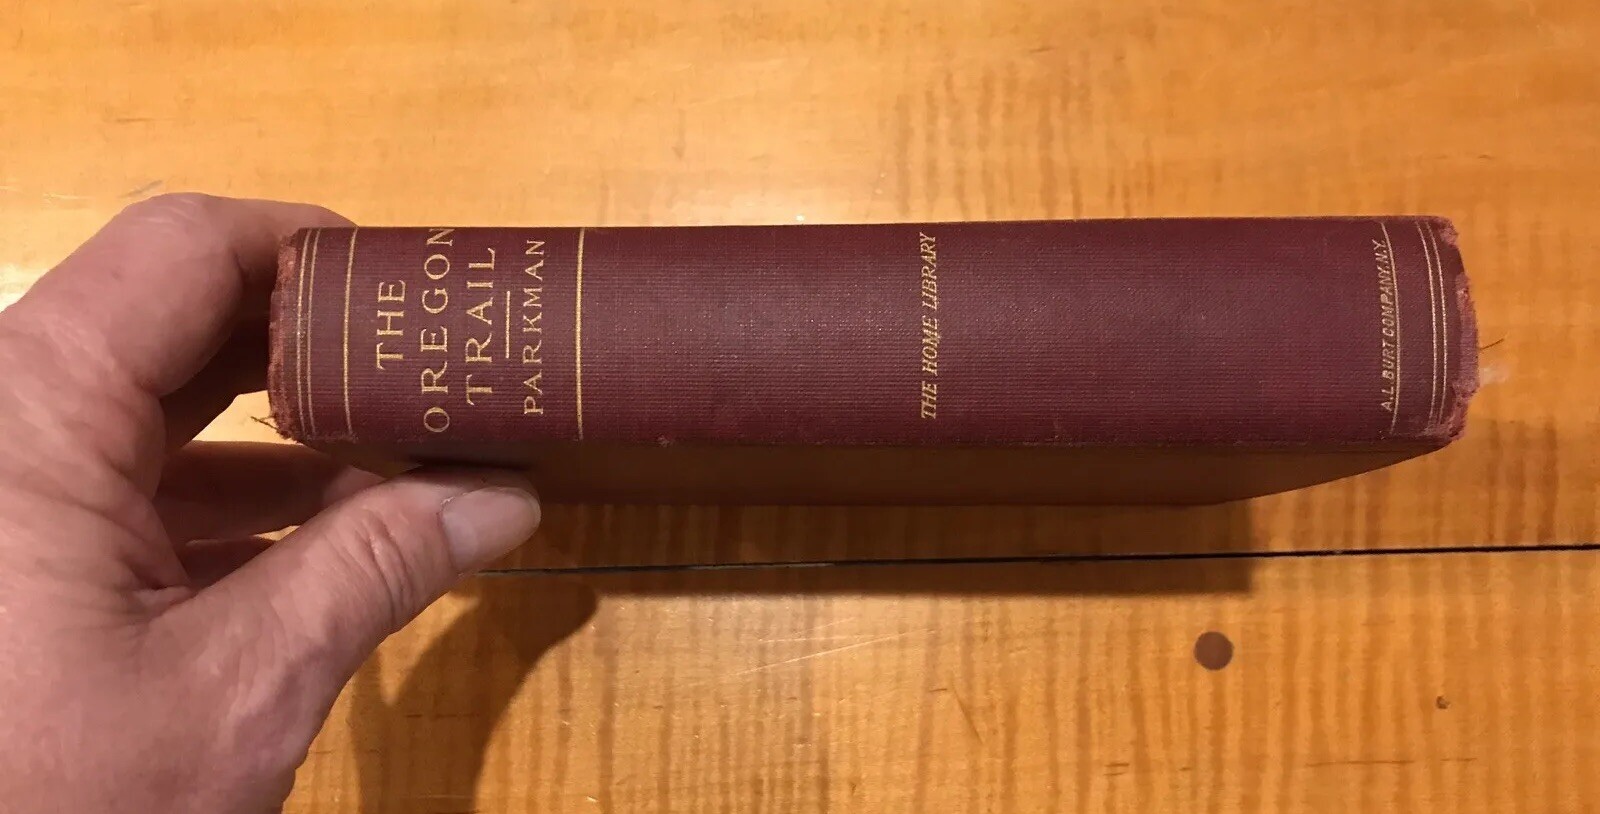 THE
OREGON
TRAIL
PARKMAN
THE HOME LIBRARY
A.L.BURT COMPANY.N.Y.